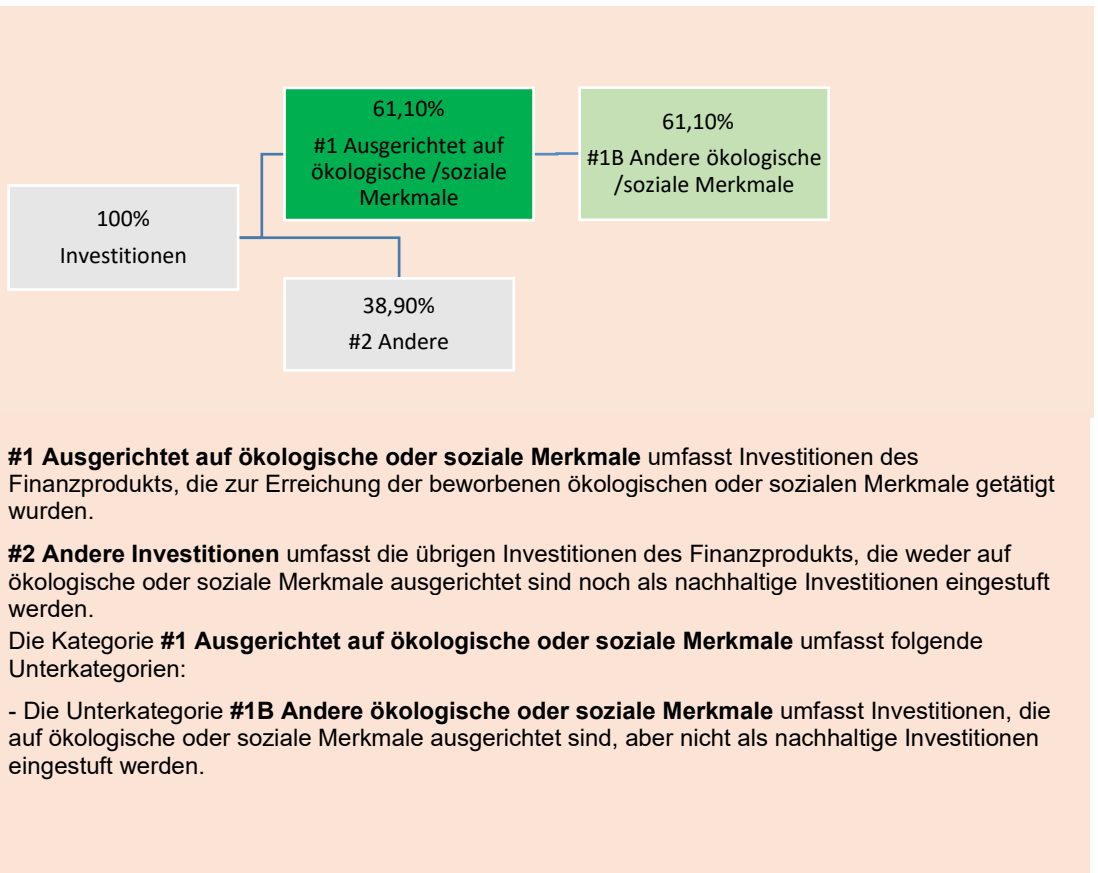 61,10%
#1 Ausgerichtet auf
ökologische /soziale
Merkmale
61,10%
#1B Andere ökologische
/soziale Merkmale
100%
Investitionen
38,90%
#2 Andere
#1 Ausgerichtet auf ökologische oder soziale Merkmale umfasst Investitionen des
Finanzprodukts, die zur Erreichung der beworbenen ökologischen oder sozialen Merkmale getätigt
wurden.
#2 Andere Investitionen umfasst die übrigen Investitionen des Finanzprodukts, die weder auf
ökologische oder soziale Merkmale ausgerichtet sind noch als nachhaltige Investitionen eingestuft
werden.
Die Kategorie #1 Ausgerichtet auf ökologische oder soziale Merkmale umfasst folgende
Unterkategorien:
- Die Unterkategorie #1B Andere ökologische oder soziale Merkmale umfasst Investitionen, die
auf ökologische oder soziale Merkmale ausgerichtet sind, aber nicht als nachhaltige Investitionen
eingestuft werden.